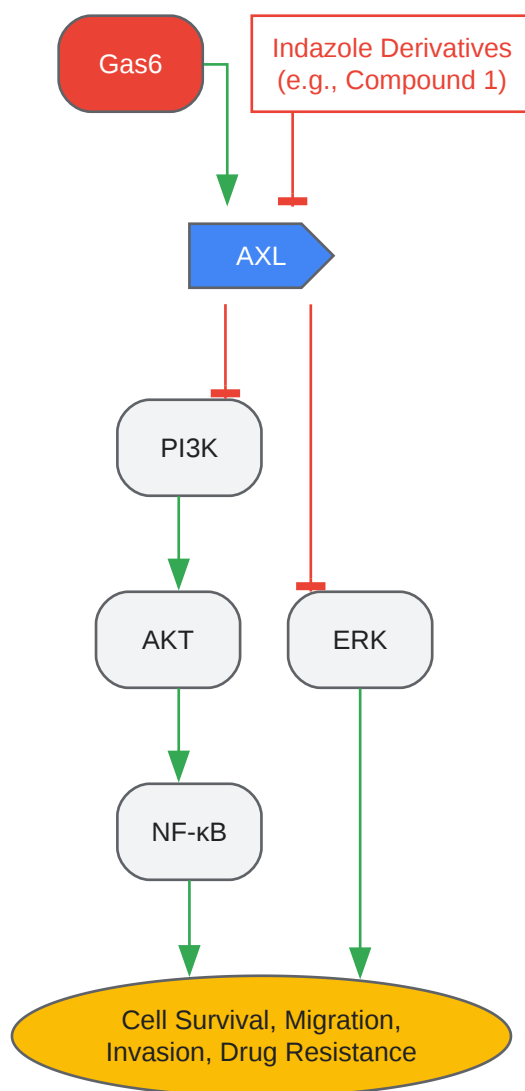 Gas6
Indazole Derivatives
(e.g., Compound 1)
AXL
PI3K
AKT
ERK
NF-κB
Cell Survival, Migration,
Invasion, Drug Resistance